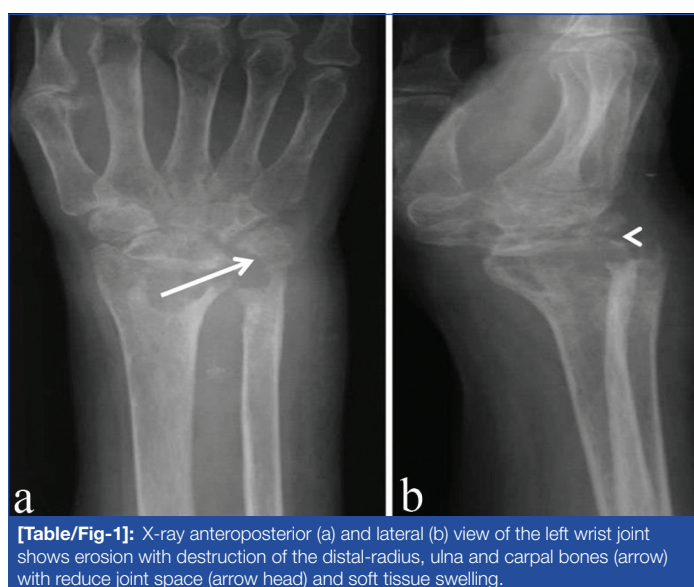 a
b
[Table/Fig-1]: X-ray anteroposterior (a) and lateral (b) view of the left wrist joint
shows erosion with destruction of the distal-radius, ulna and carpal bones (arrow)
with reduce joint space (arrow head) and soft tissue swelling.